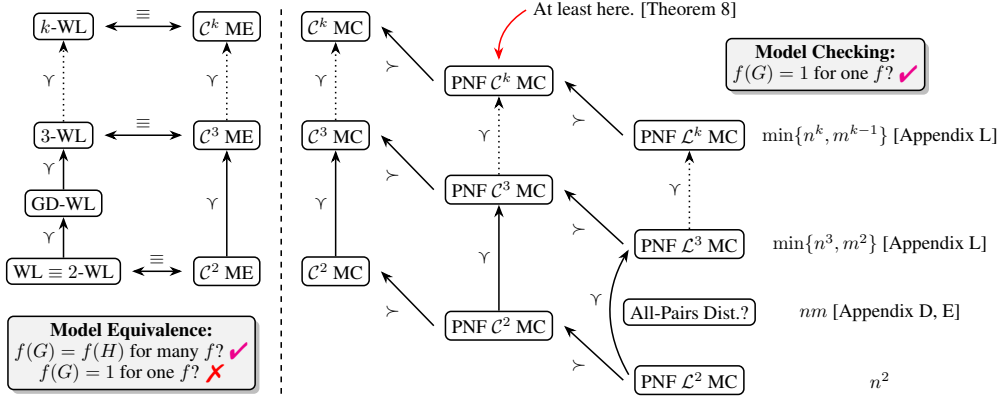 At least here. [Theorem 8]
k-WL
≡
C^k ME
C^k MC
Model Checking:
f(G) = 1 for one f? ✓
≺
≺
≺
≻
PNF C^k MC
≻
3-WL
≡
C^3 ME
C^3 MC
≺
PNF L^k MC
min{n^k, m^{k−1}} [Appendix L]
≺
≻
≺
GD-WL
≺
≺
PNF C^3 MC
≻
≺
PNF L^3 MC
min{n^3, m^2} [Appendix L]
WL ≡ 2-WL
≡
C^2 ME
C^2 MC
≺
≺
All-Pairs Dist.?
nm [Appendix D, E]
≻
PNF C^2 MC
Model Equivalence:
f(G) = f(H) for many f? ✓
f(G) = 1 for one f? ✗
≻
PNF L^2 MC
n^2